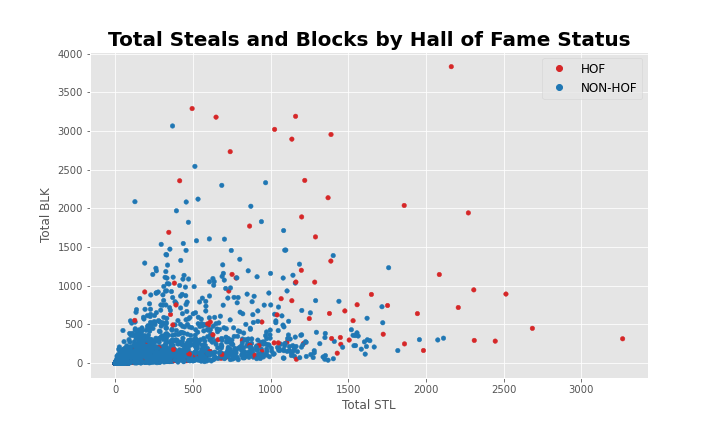 Total Steals and Blocks by Hall of Fame Status
4000
3500
3000
2500
2000
1500
1000
500
0
Total BLK
HOF
NON-HOF
0 500 1000 1500 2000 2500 3000
Total STL